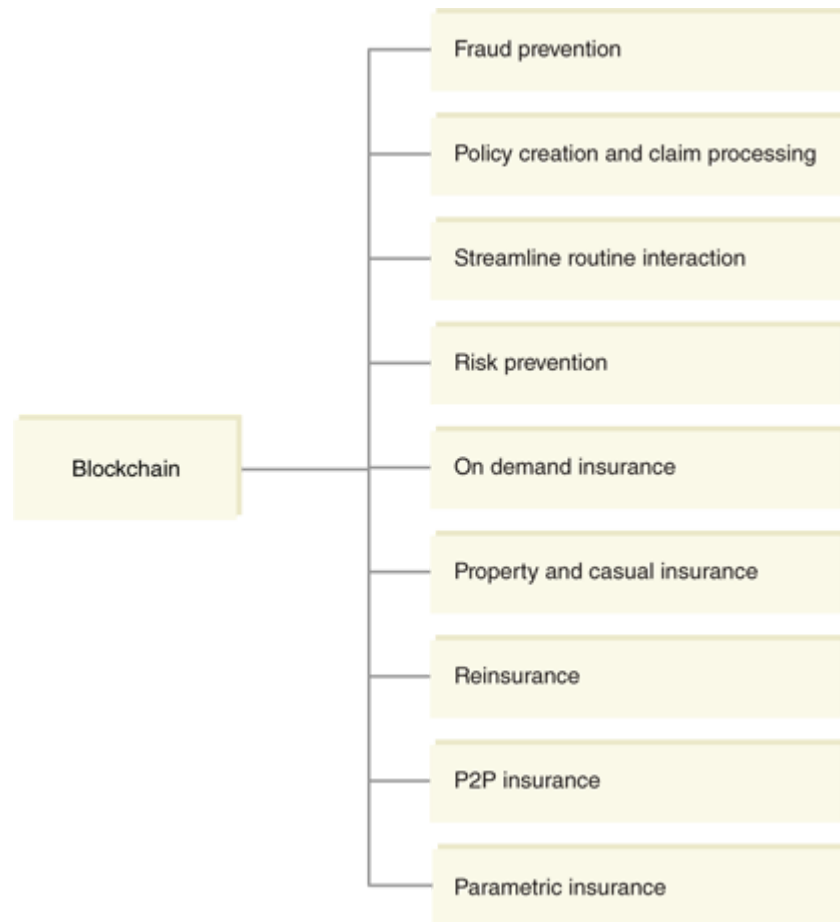 Fraud prevention
Policy creation and claim processing
Streamline routine interaction
Risk prevention
Blockchain
On demand insurance
Property and casual insurance
Reinsurance
P2P insurance
Parametric insurance